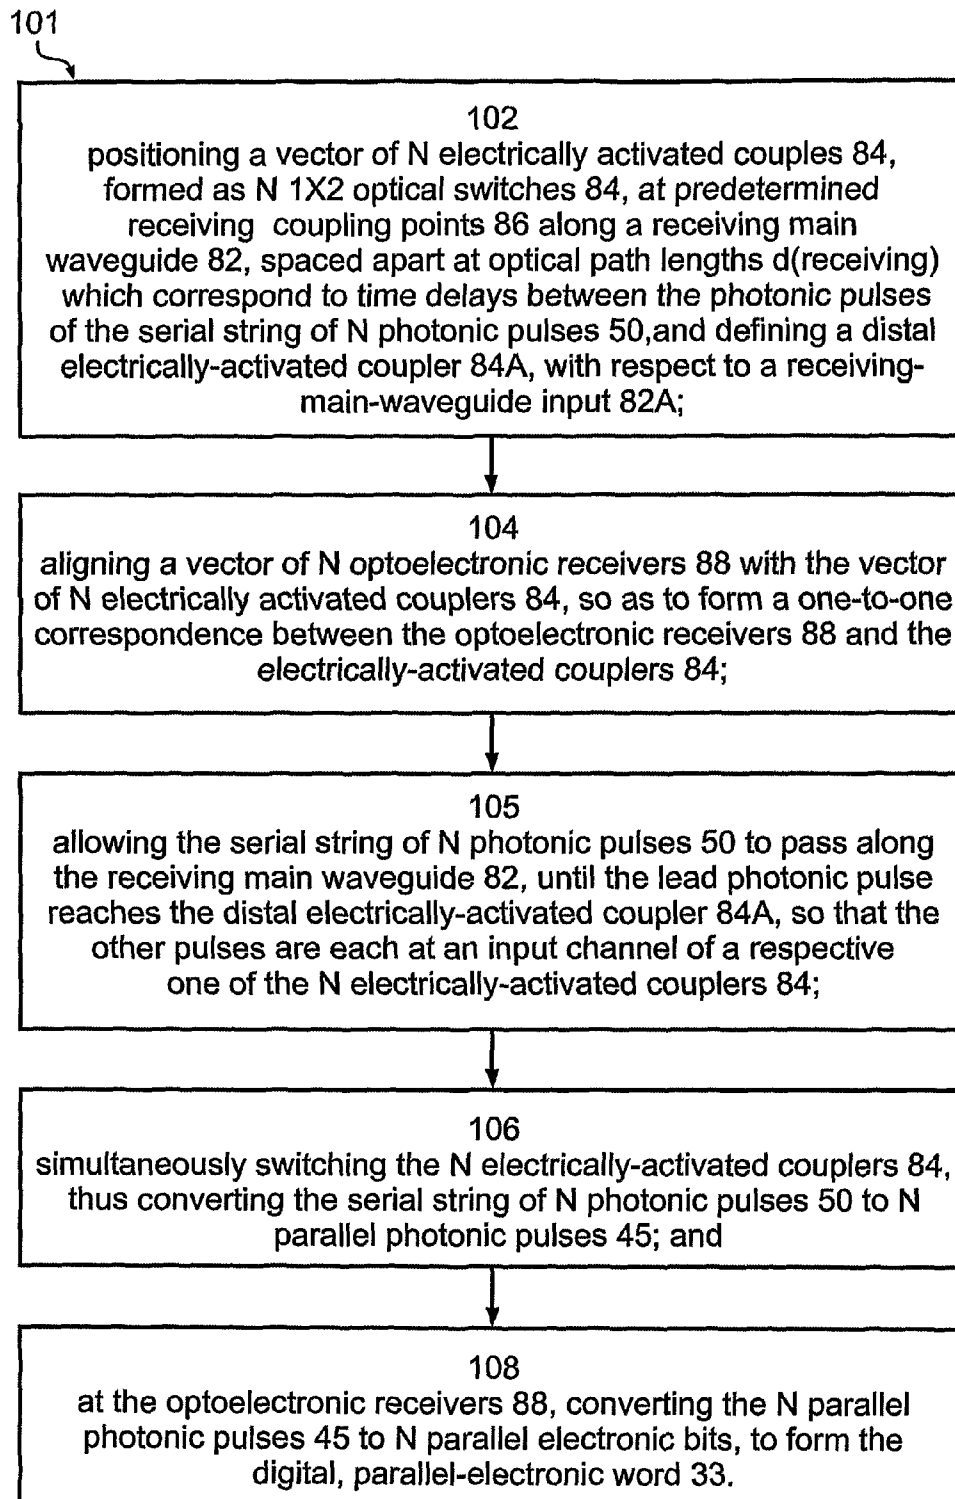 101
102
positioning a vector of N electrically activated couples 84,
formed as N 1X2 optical switches 84, at predetermined
receiving coupling points 86 along a receiving main
waveguide 82, spaced apart at optical path lengths d(receiving)
which correspond to time delays between the photonic pulses
of the serial string of N photonic pulses 50,and defining a distal
electrically-activated coupler 84A, with respect to a receiving-
main-waveguide input 82A;
104
aligning a vector of N optoelectronic receivers 88 with the vector
of N electrically activated couplers 84, so as to form a one-to-one
correspondence between the optoelectronic receivers 88 and the
electrically-activated couplers 84;
105
allowing the serial string of N photonic pulses 50 to pass along
the receiving main waveguide 82, until the lead photonic pulse
reaches the distal electrically-activated coupler 84A, so that the
other pulses are each at an input channel of a respective
one of the N electrically-activated couplers 84;
106
simultaneously switching the N electrically-activated couplers 84,
thus converting the serial string of N photonic pulses 50 to N
parallel photonic pulses 45; and
108
at the optoelectronic receivers 88, converting the N parallel
photonic pulses 45 to N parallel electronic bits, to form the
digital, parallel-electronic word 33.